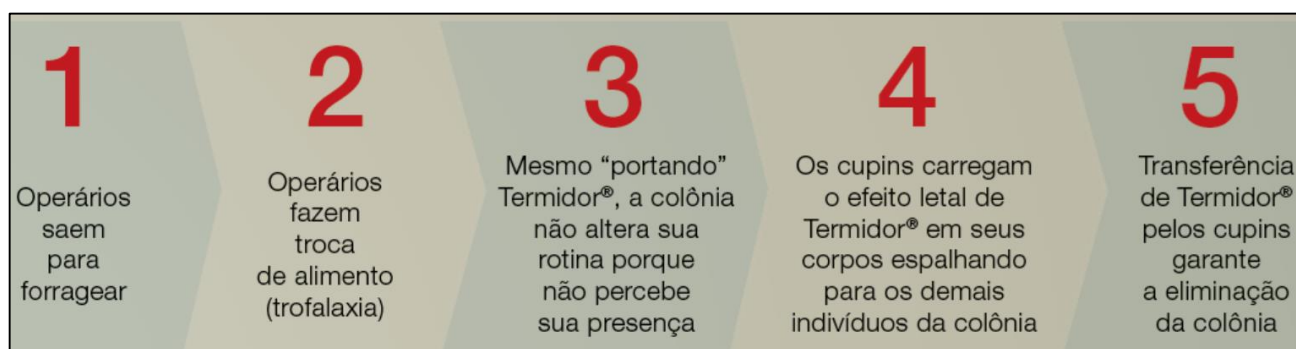 1
Operários
saem
para
forragear
2
Operários
fazem
troca
de alimento
(trofalaxia)
3
Mesmo “portando”
Termidor®, a colônia
não altera sua
rotina porque
não percebe
sua presença
4
Os cupins carregam
o efeito letal de
Termidor® em seus
corpos espalhando
para os demais
indivíduos da colônia
5
Transferência
de Termidor®
pelos cupins
garante
a eliminação
da colônia